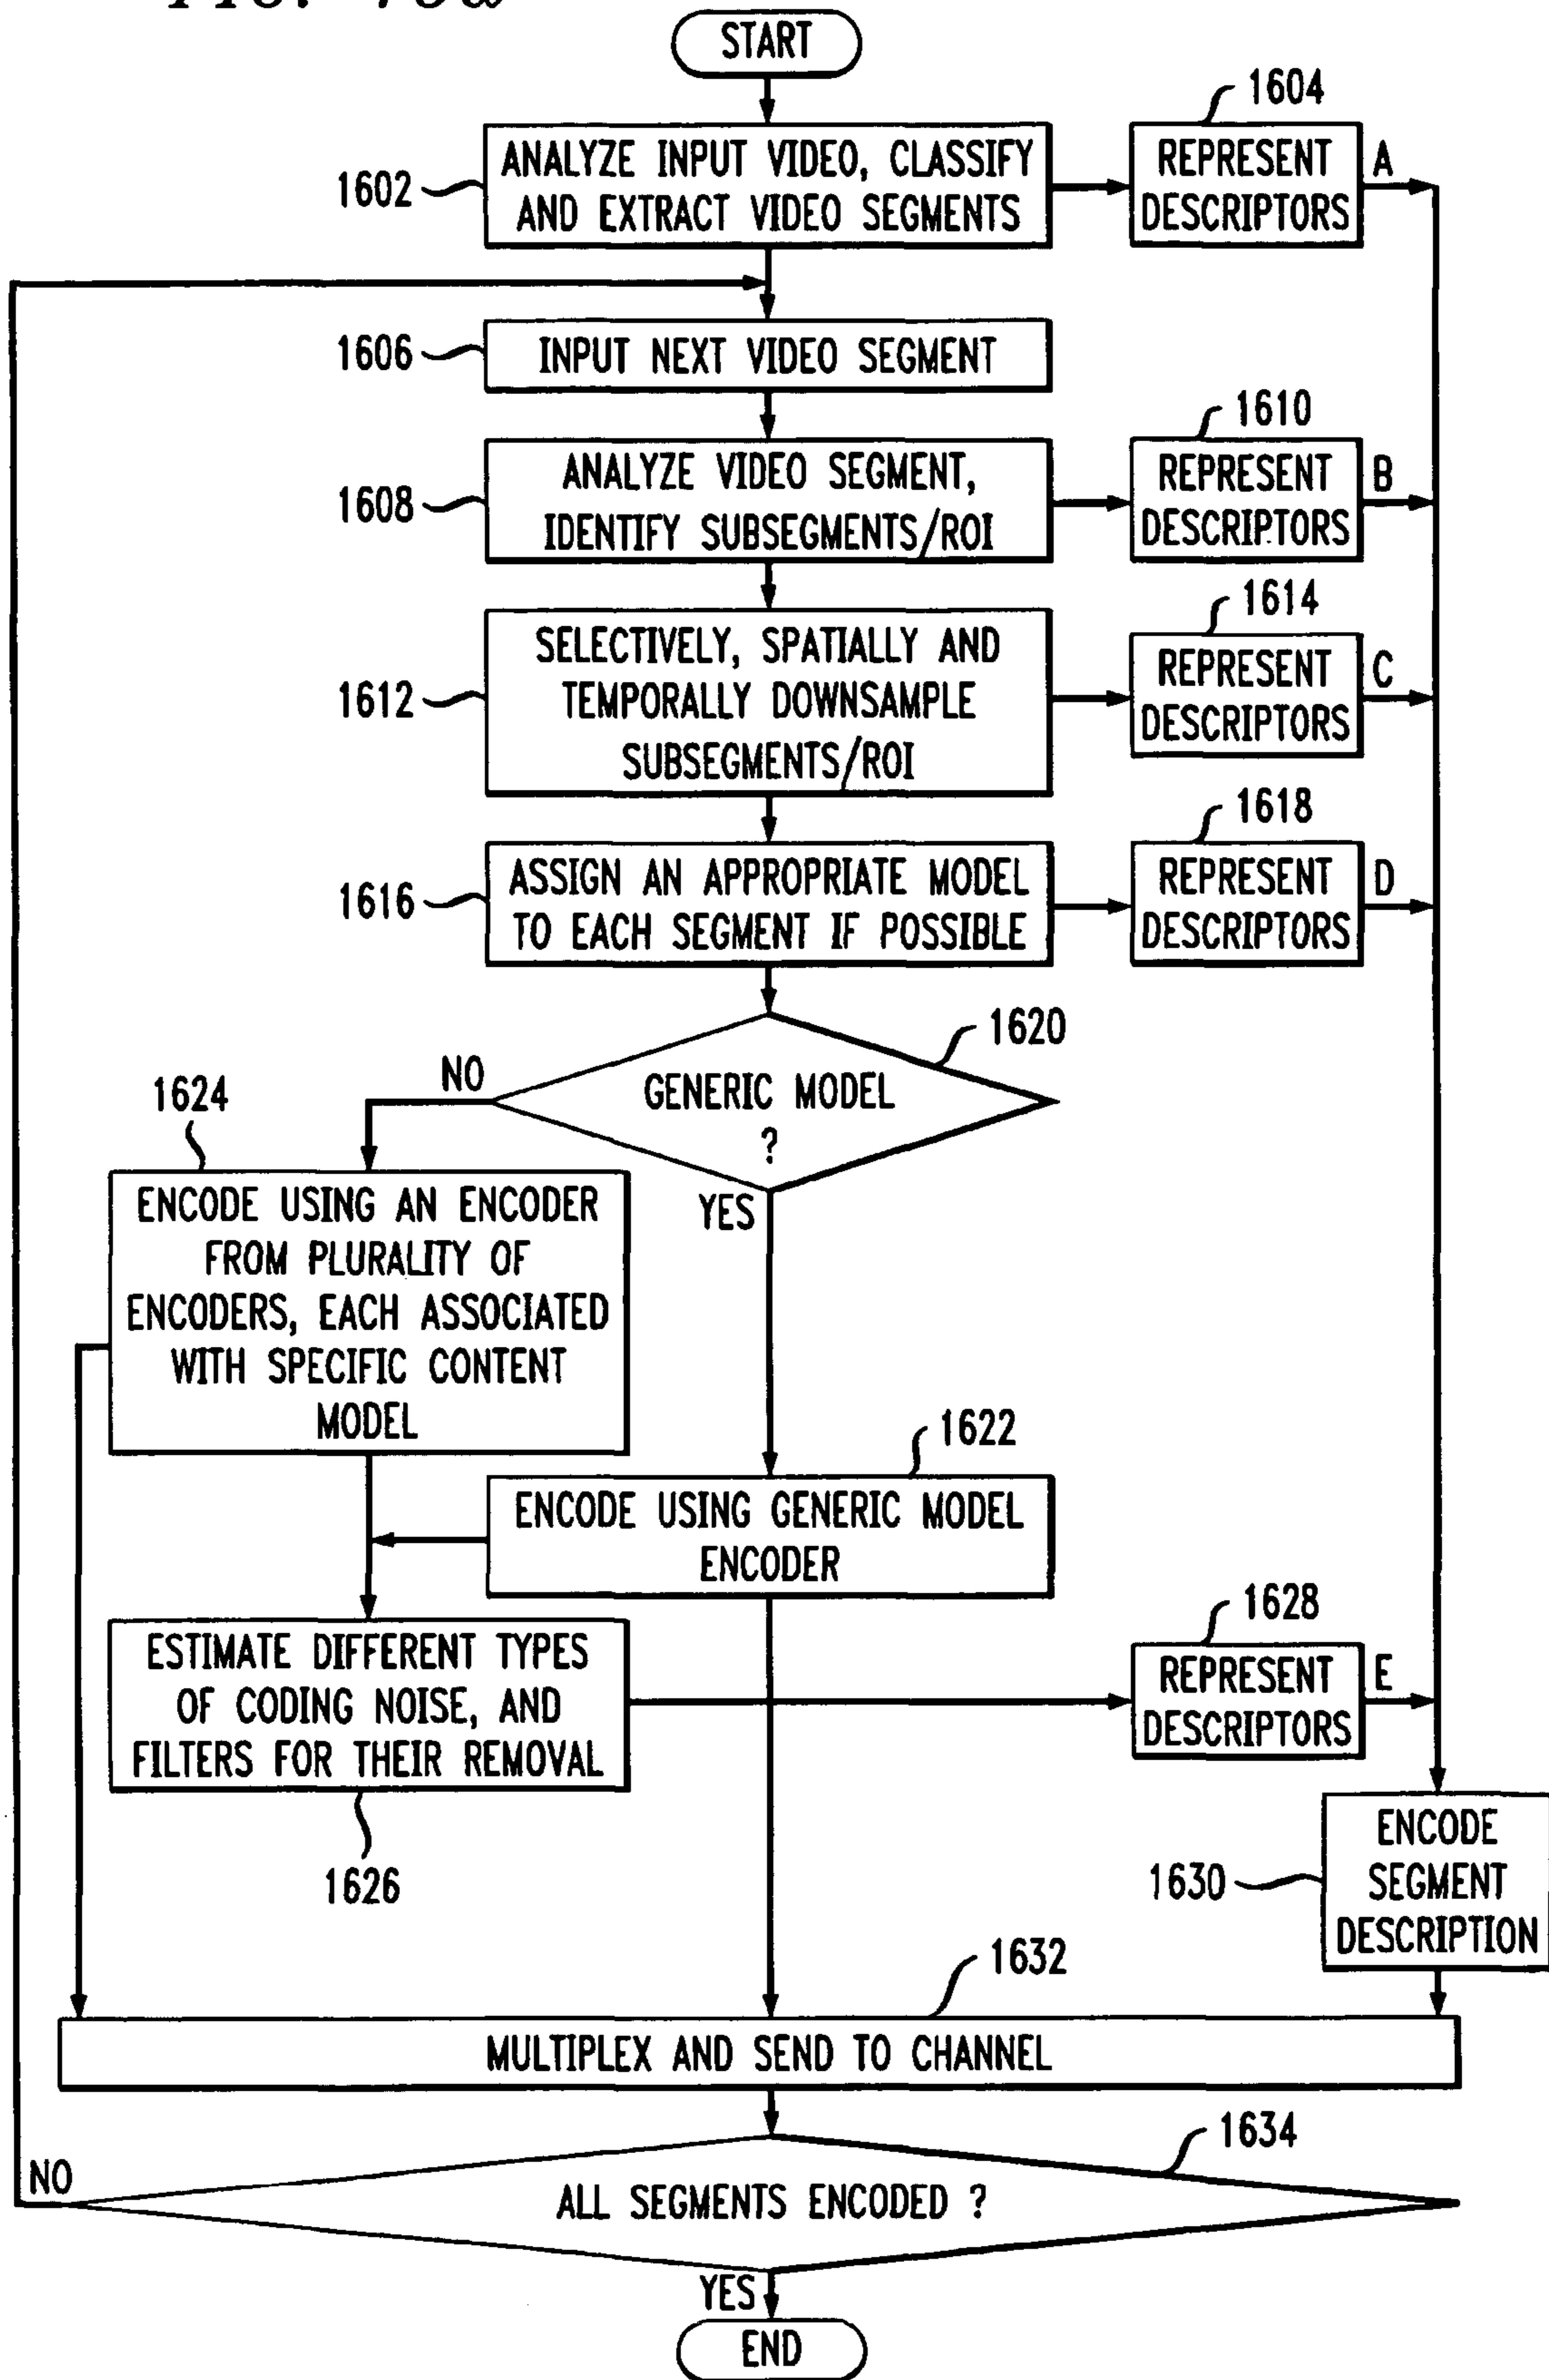 START
1604
1602
ANALYZE INPUT VIDEO, CLASSIFY
AND EXTRACT VIDEO SEGMENTS
REPRESENT
DESCRIPTORS
A
1606
INPUT NEXT VIDEO SEGMENT
1610
1608
ANALYZE VIDEO SEGMENT,
IDENTIFY SUBSEGMENTS/ROI
REPRESENT
DESCRIPTORS
B
1614
1612
SELECTIVELY, SPATIALLY AND
TEMPORALLY DOWNSAMPLE
SUBSEGMENTS/ROI
REPRESENT
DESCRIPTORS
C
1618
1616
ASSIGN AN APPROPRIATE MODEL
TO EACH SEGMENT IF POSSIBLE
REPRESENT
DESCRIPTORS
D
1620
GENERIC MODEL
?
NO
YES
1624
ENCODE USING AN ENCODER
FROM PLURALITY OF
ENCODERS, EACH ASSOCIATED
WITH SPECIFIC CONTENT
MODEL
1622
ENCODE USING GENERIC MODEL
ENCODER
ESTIMATE DIFFERENT TYPES
OF CODING NOISE, AND
FILTERS FOR THEIR REMOVAL
1626
1628
REPRESENT
DESCRIPTORS
E
1630
ENCODE
SEGMENT
DESCRIPTION
1632
MULTIPLEX AND SEND TO CHANNEL
1634
NO
ALL SEGMENTS ENCODED ?
YES
END